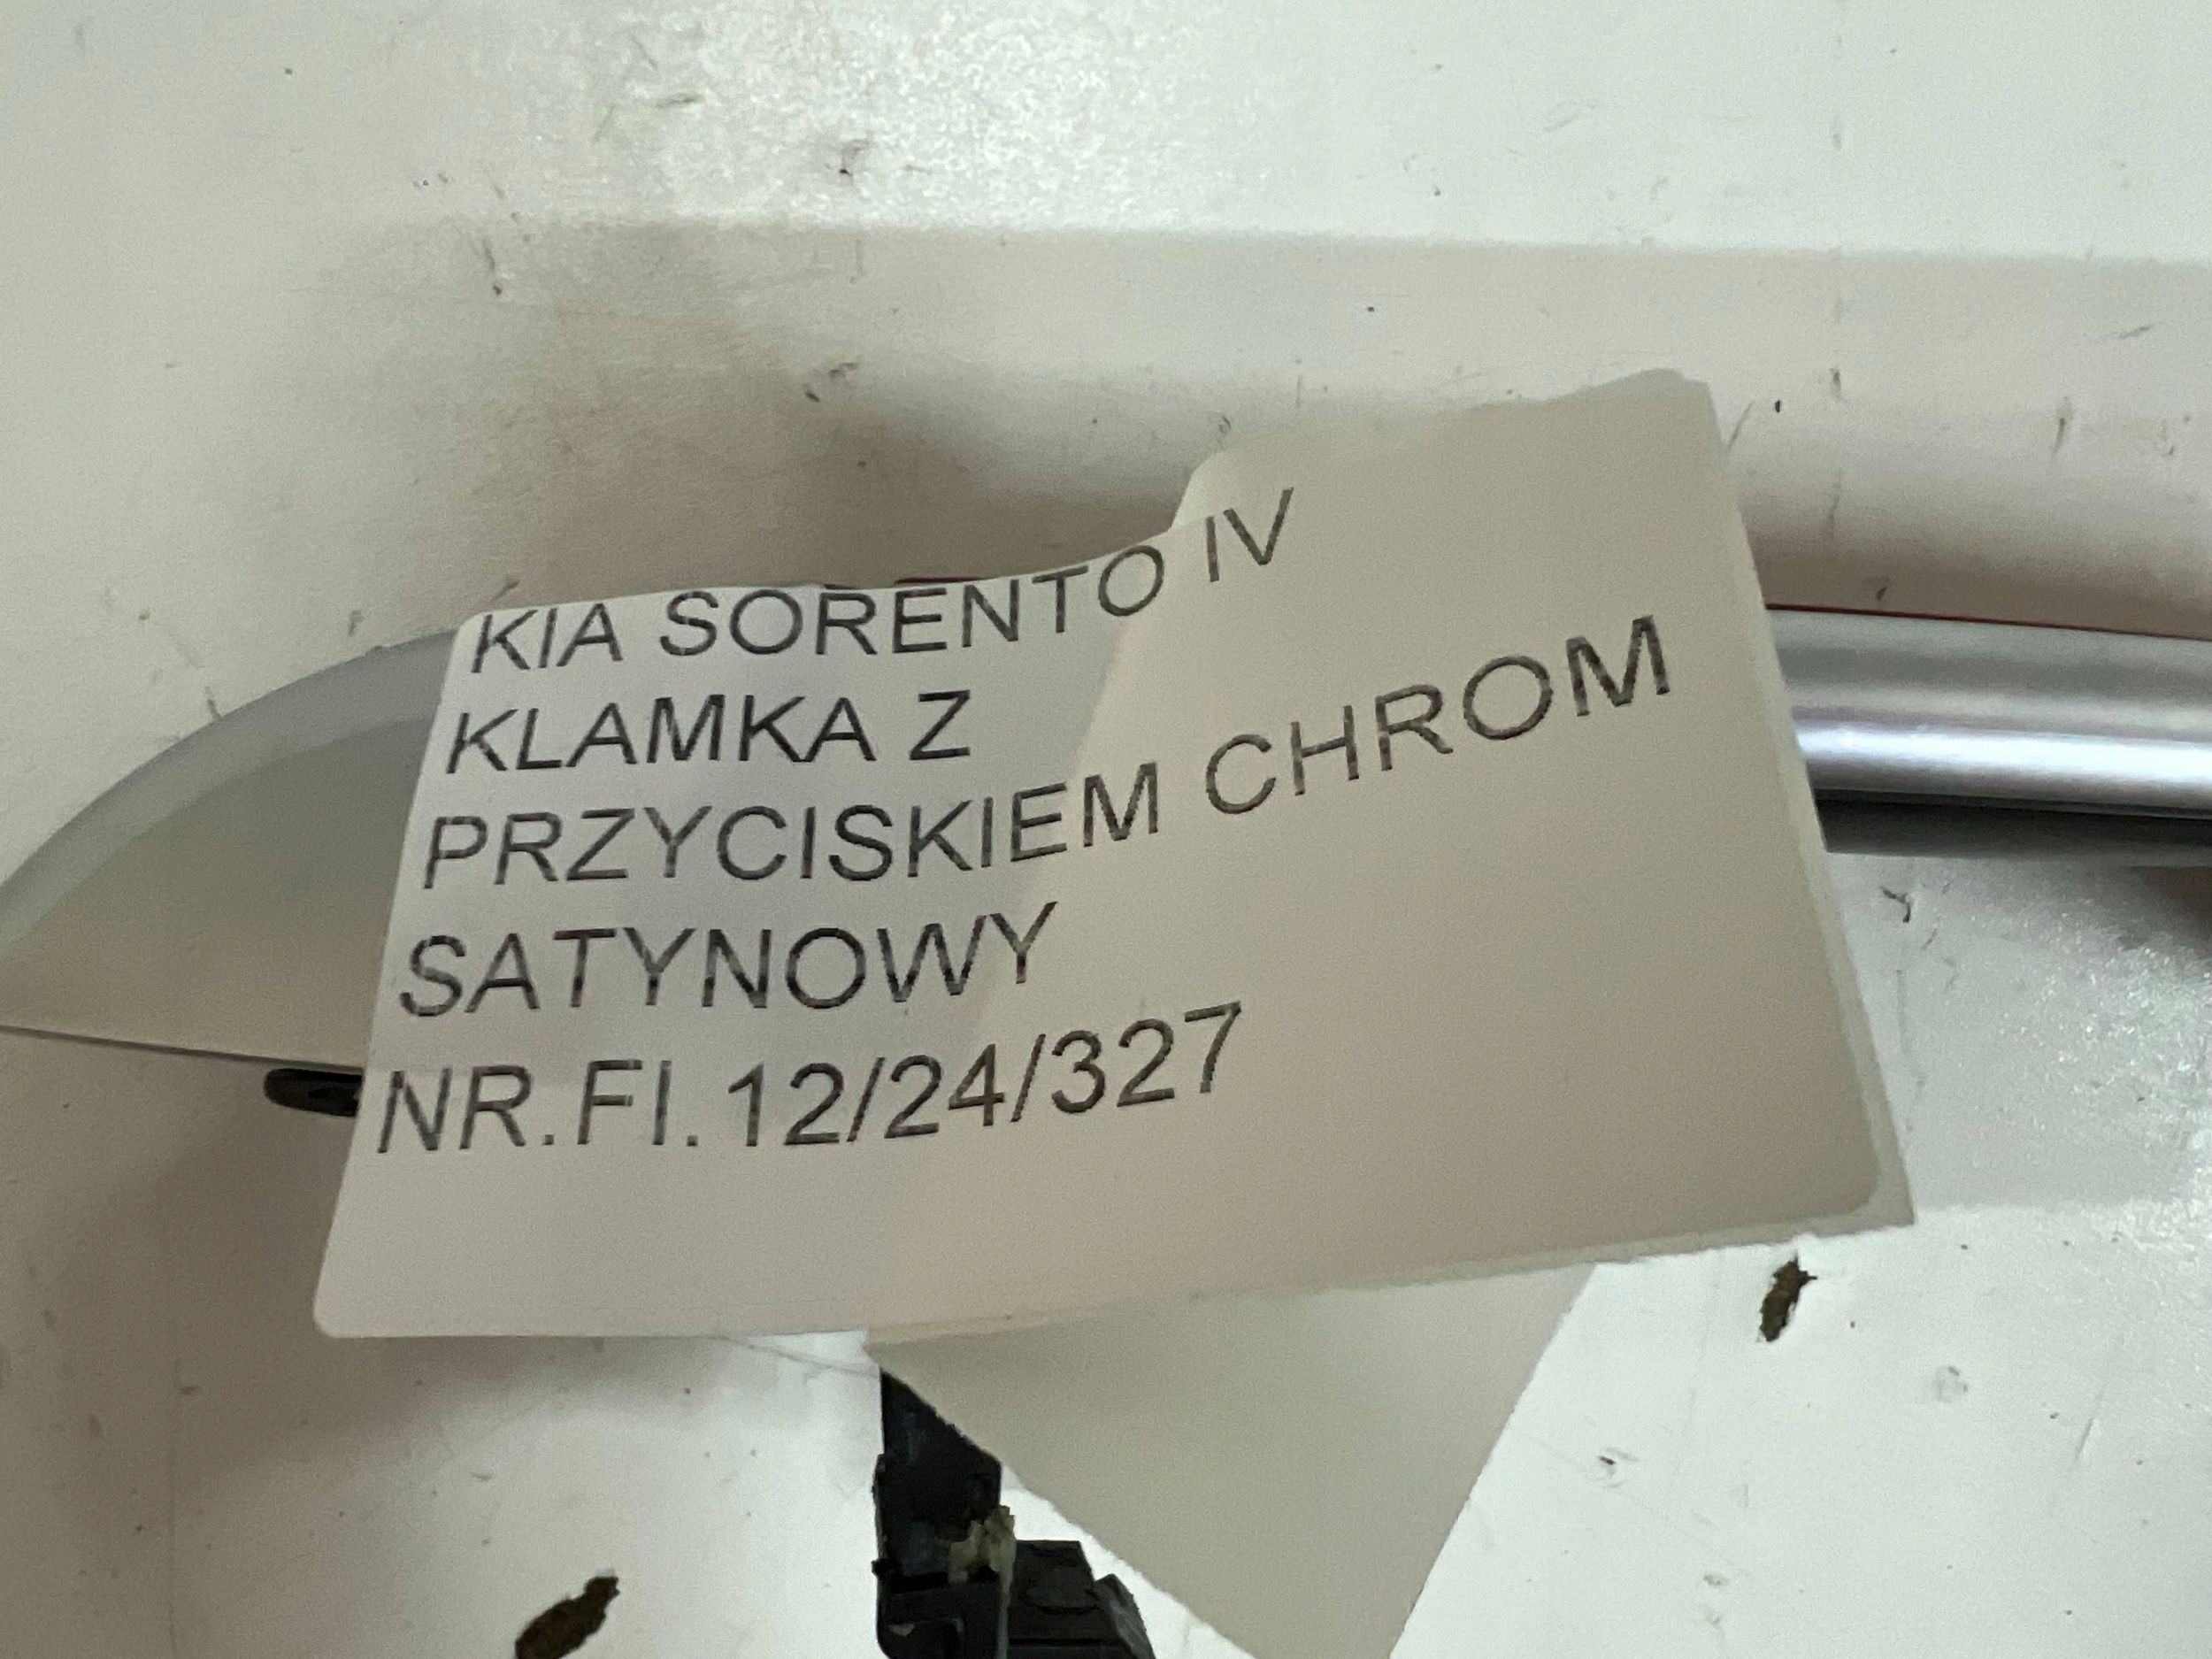 KIA SORENTO IV
KLAMKA Z
PRZYCISKIEM CHROM
SATYNOWY
NR.FI.12/24/327